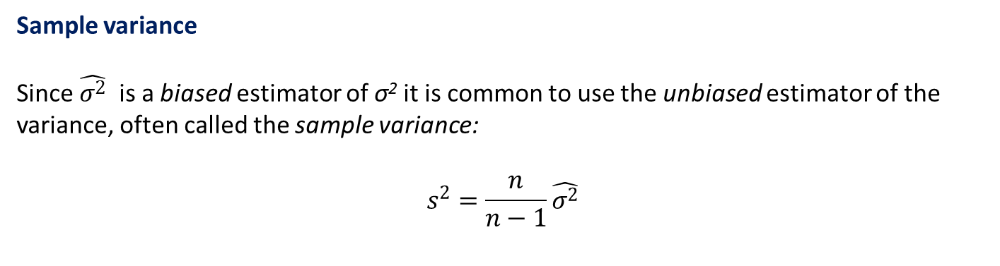 Sample variance
Since $\widehat{\sigma^2}$ is a biased estimator of σ² it is common to use the unbiased estimator of the
variance, often called the sample variance:
$s^2 = \frac{n}{n-1}\widehat{\sigma^2}$